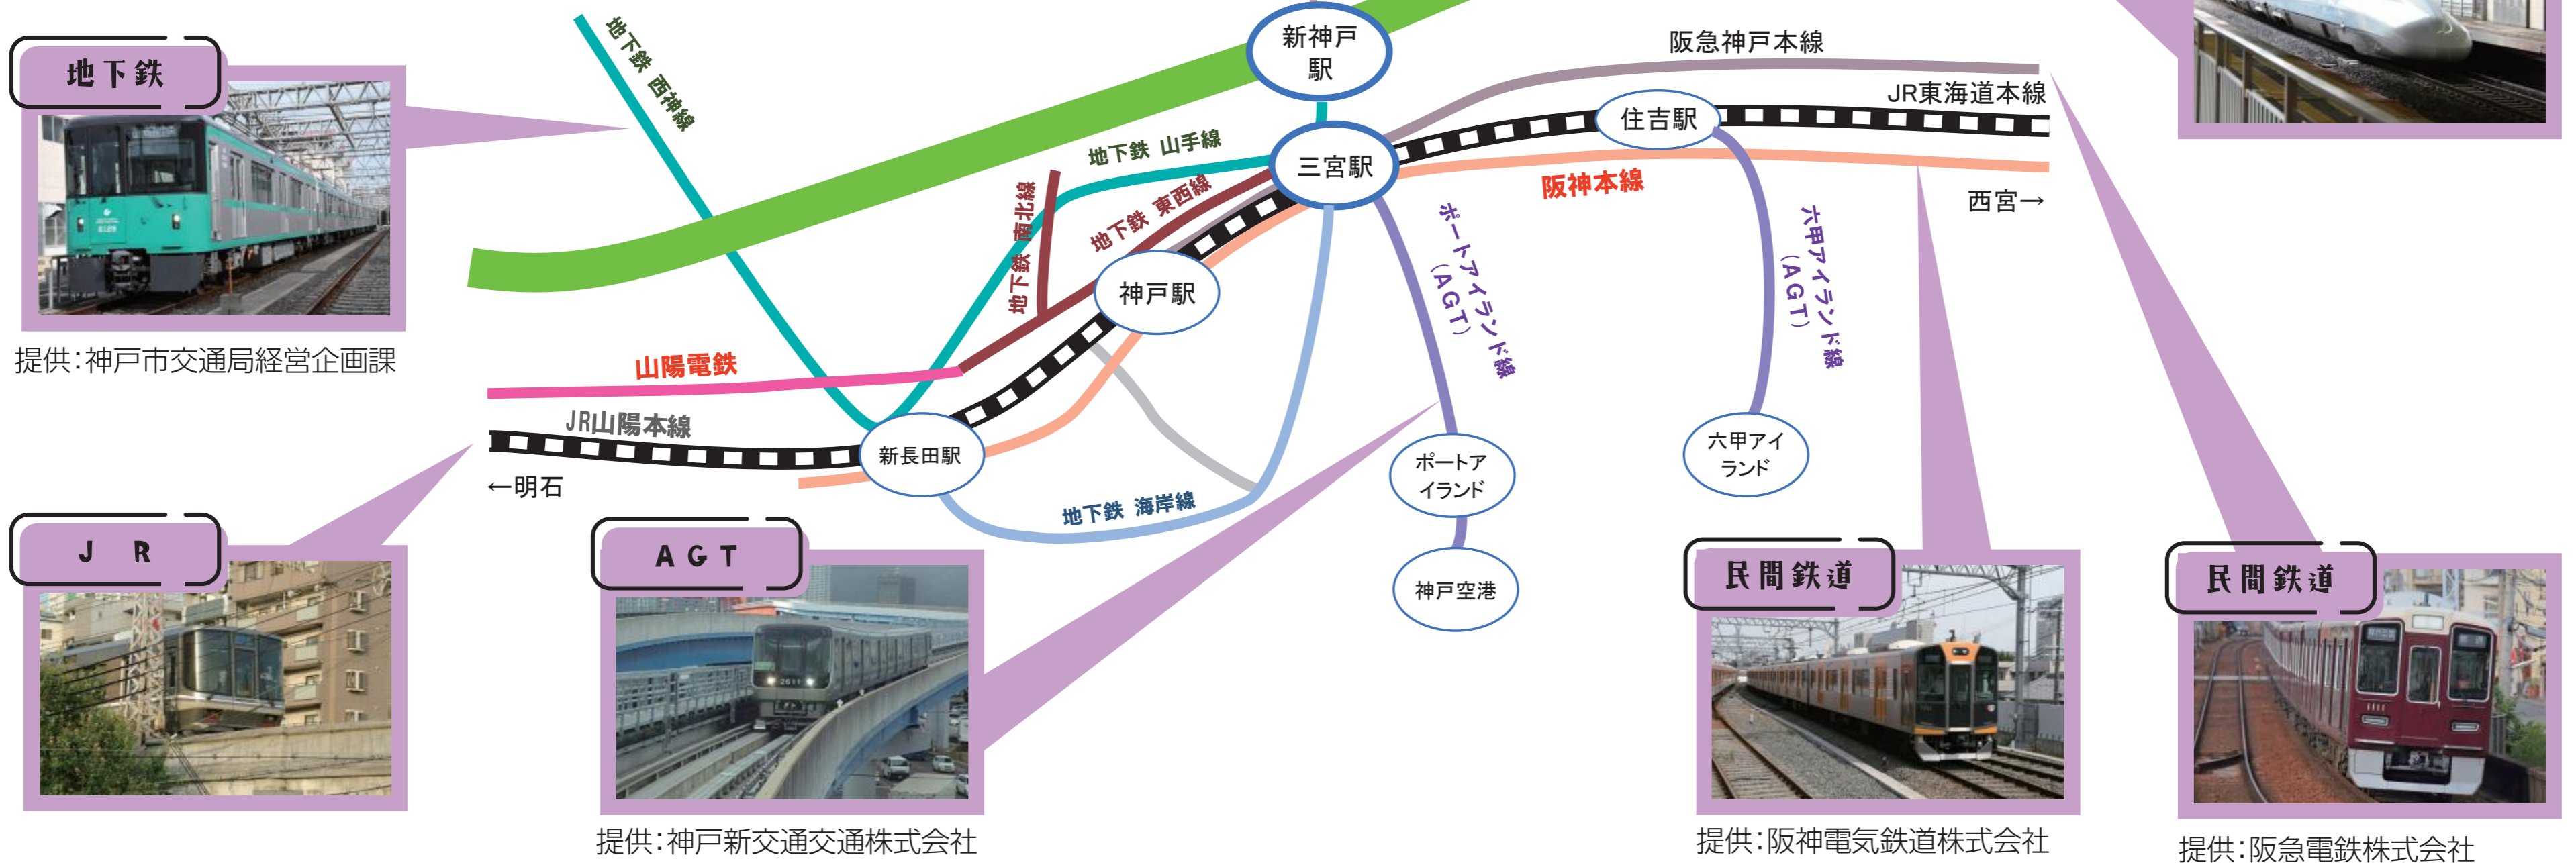 新神戸
駅
阪急神戸本線
JR東海道本線
住吉駅
地下鉄
地下鉄 西神線
地下鉄 山手線
三宮駅
阪神本線
西宮→
地下鉄 南北線
地下鉄 東西線
神戸駅
ポートアイランド線
(AGT)
六甲アイランド線
(AGT)
提供:神戸市交通局経営企画課
山陽電鉄
JR山陽本線
←明石
新長田駅
地下鉄 海岸線
ポートア
イランド
六甲アイ
ランド
神戸空港
J R
AGT
2611
民間鉄道
民間鉄道
1111
提供:神戸新交通交通株式会社
提供:阪神電気鉄道株式会社
提供:阪急電鉄株式会社